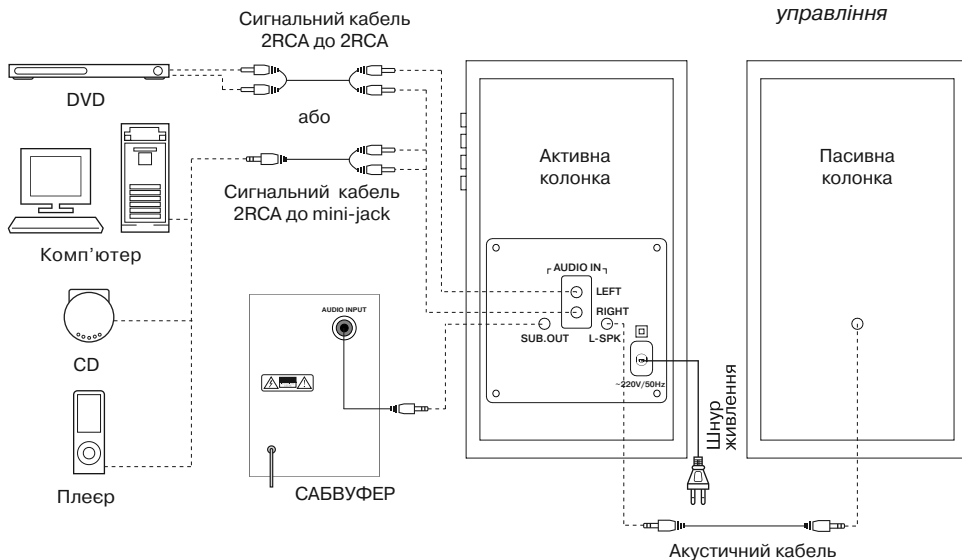 управління
Сигнальний кабель
2RCA до 2RCA
DVD
або
Сигнальний кабель
2RCA до mini-jack
Комп'ютер
CD
Плеєр
AUDIO INPUT
САБВУФЕР
Активна
колонка
AUDIO IN
LEFT
RIGHT
SUB.OUT
L-SPK
~220V/50Hz
Шнур
живлення
Пасивна
колонка
Акустичний кабель